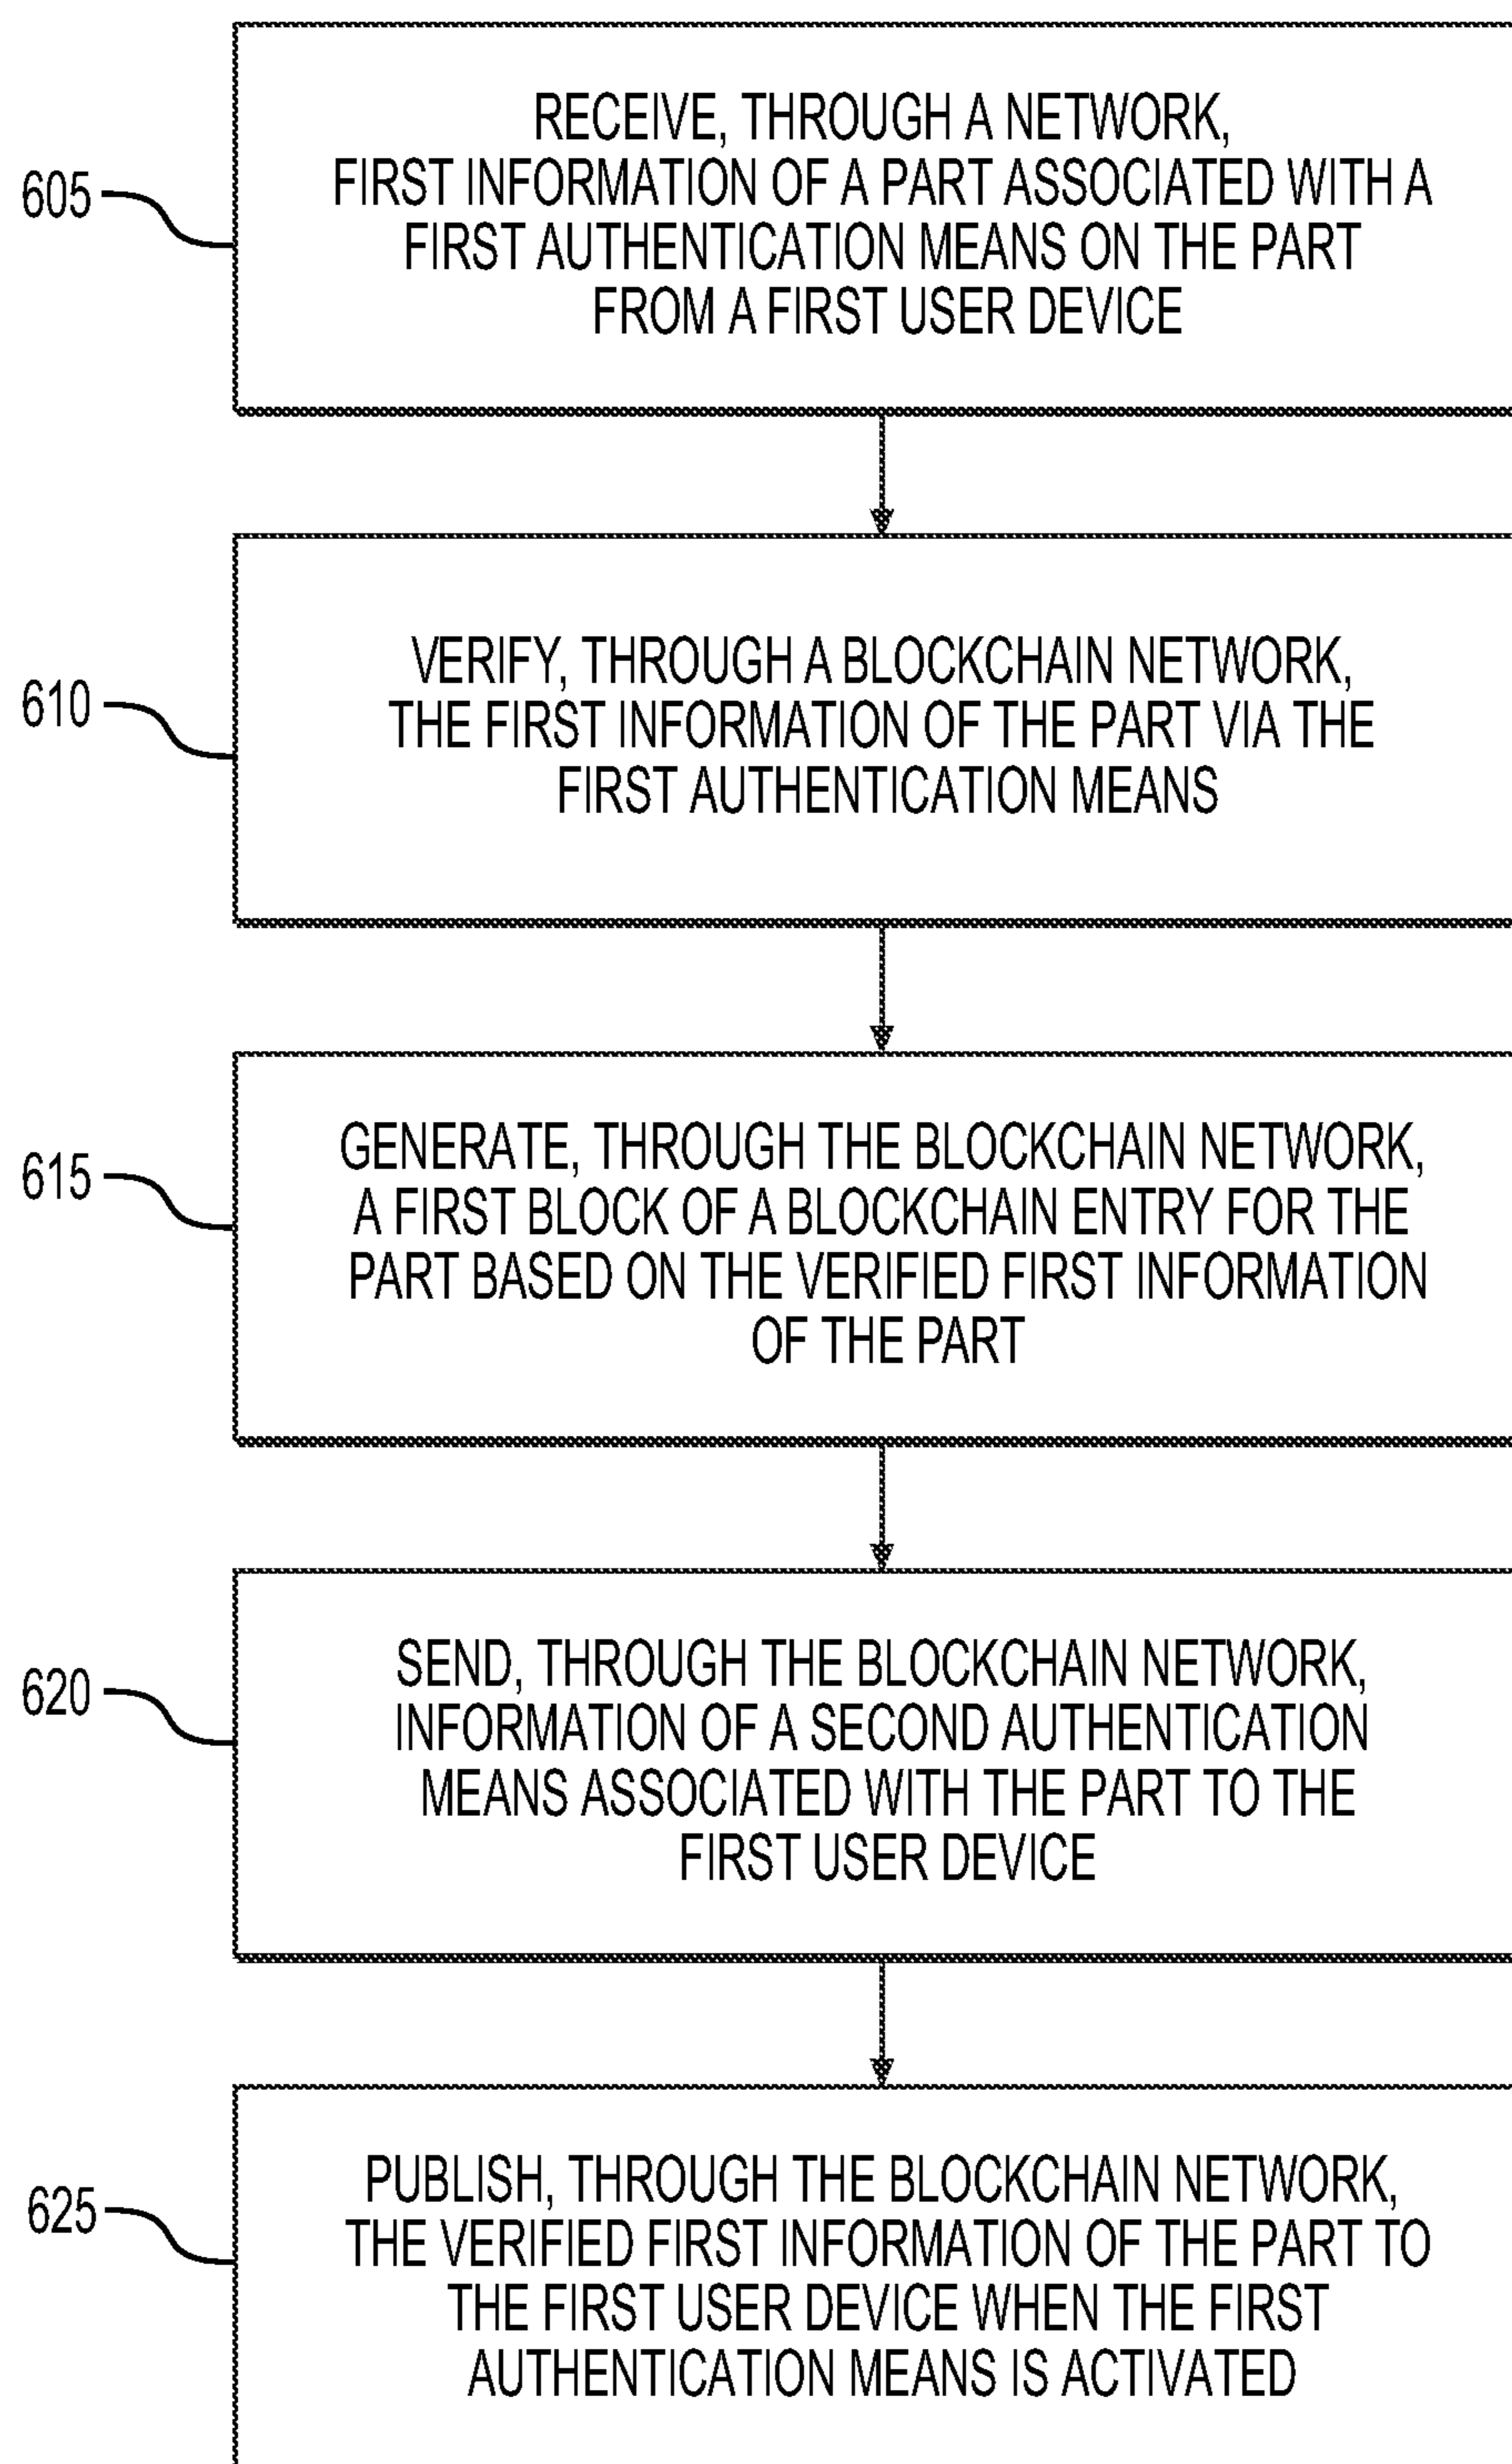 RECEIVE, THROUGH A NETWORK,
FIRST INFORMATION OF A PART ASSOCIATED WITH A
FIRST AUTHENTICATION MEANS ON THE PART
FROM A FIRST USER DEVICE
605
VERIFY, THROUGH A BLOCKCHAIN NETWORK,
THE FIRST INFORMATION OF THE PART VIA THE
FIRST AUTHENTICATION MEANS
610
GENERATE, THROUGH THE BLOCKCHAIN NETWORK,
A FIRST BLOCK OF A BLOCKCHAIN ENTRY FOR THE
PART BASED ON THE VERIFIED FIRST INFORMATION
OF THE PART
615
SEND, THROUGH THE BLOCKCHAIN NETWORK,
INFORMATION OF A SECOND AUTHENTICATION
MEANS ASSOCIATED WITH THE PART TO THE
FIRST USER DEVICE
620
PUBLISH, THROUGH THE BLOCKCHAIN NETWORK,
THE VERIFIED FIRST INFORMATION OF THE PART TO
THE FIRST USER DEVICE WHEN THE FIRST
AUTHENTICATION MEANS IS ACTIVATED
625